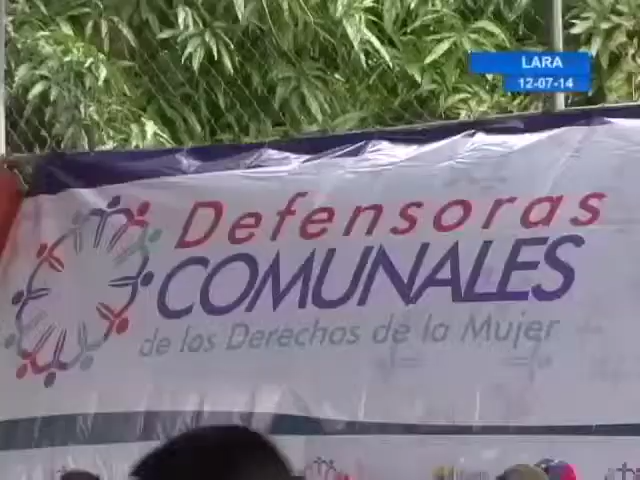 LARA
12-07-14
Defensoras
COMUNALES
de los Derechos de la Mujer